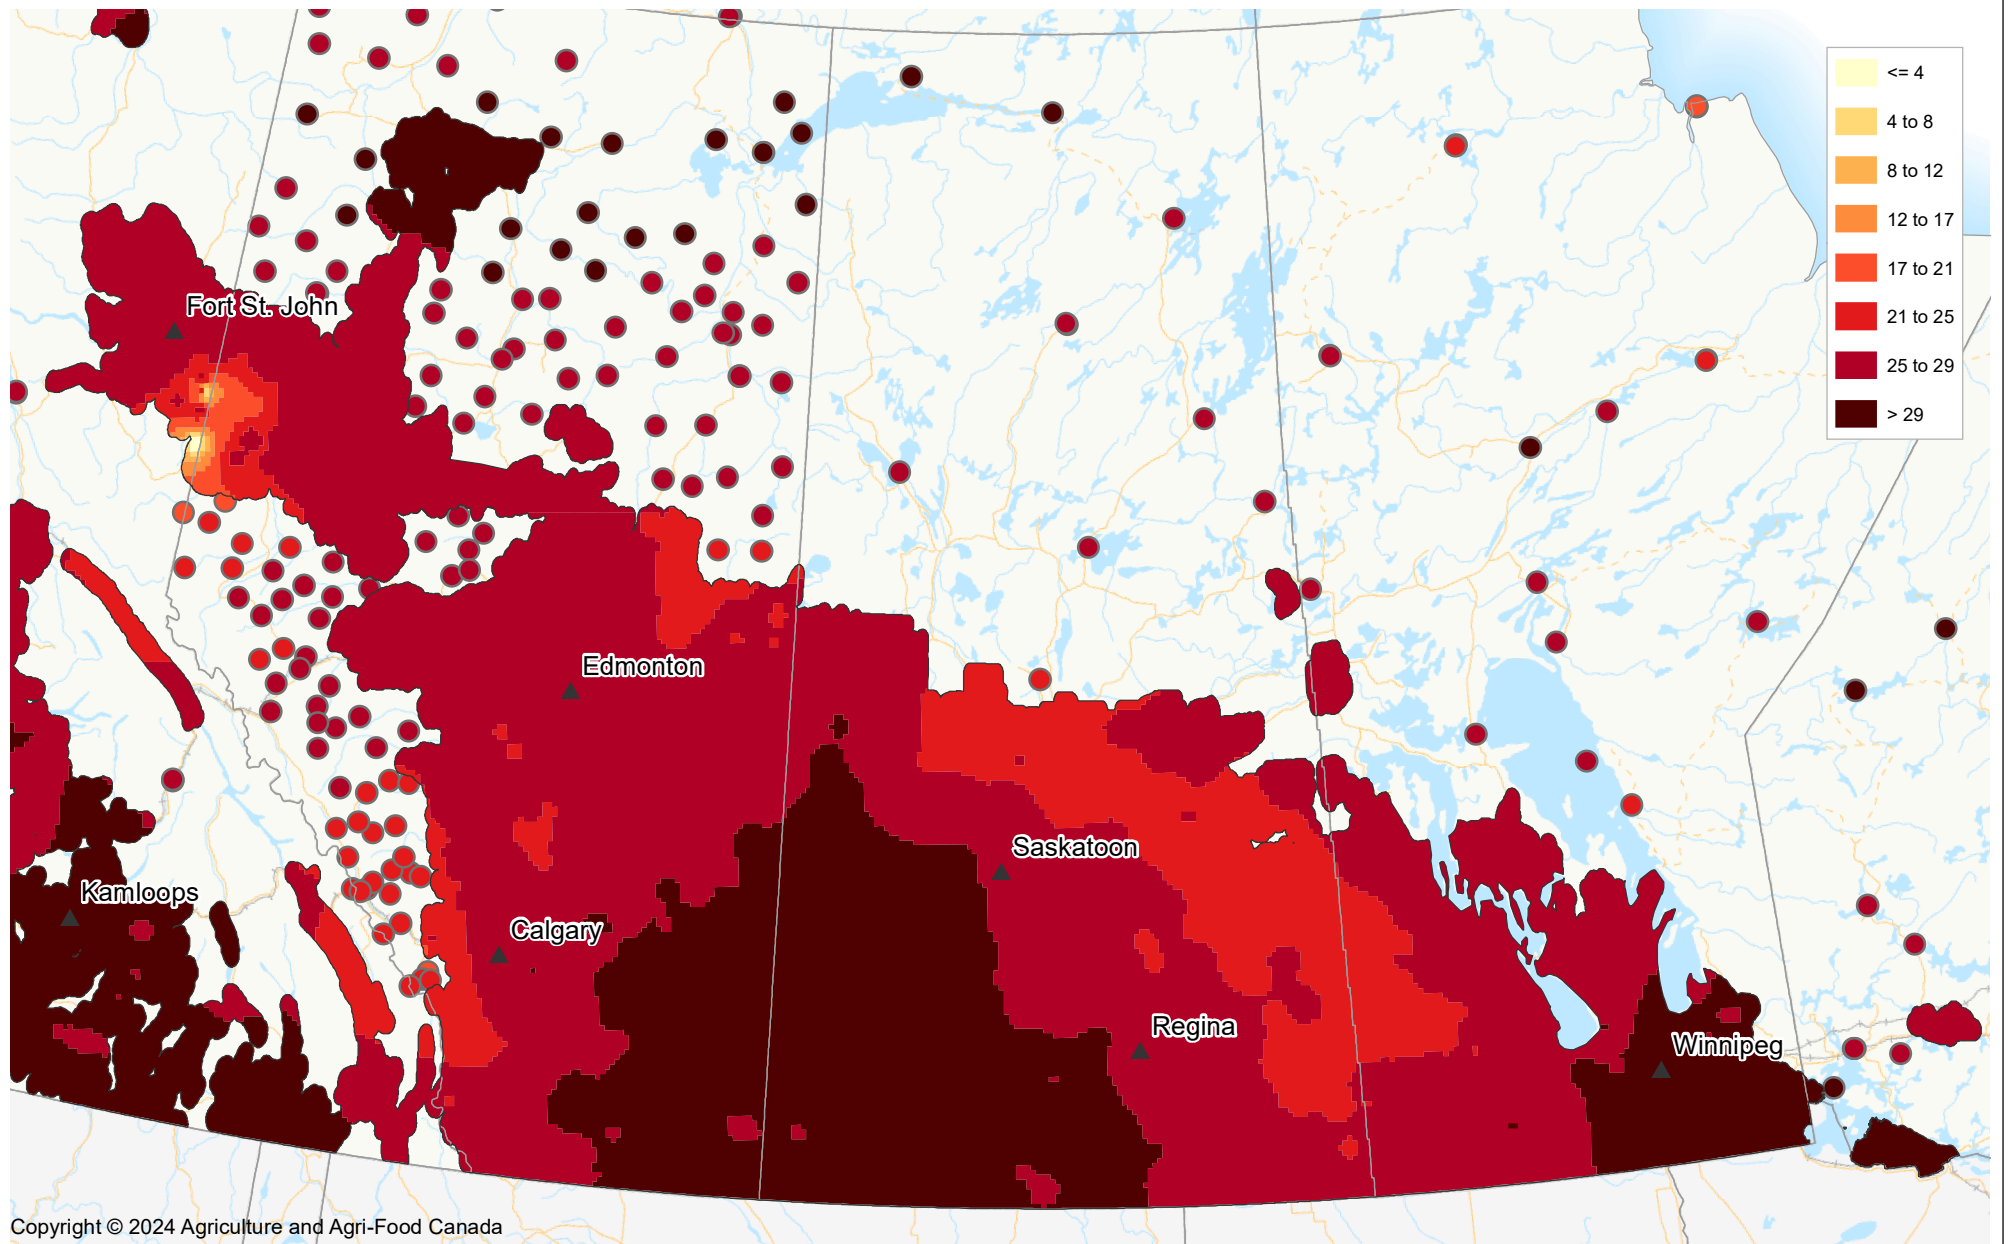 <= 4
4 to 8
8 to 12
12 to 17
17 to 21
21 to 25
25 to 29
> 29
Fort St. John
Edmonton
Saskatoon
Kamloops
Calgary
Regina
Winnipeg
Copyright © 2024 Agriculture and Agri-Food Canada